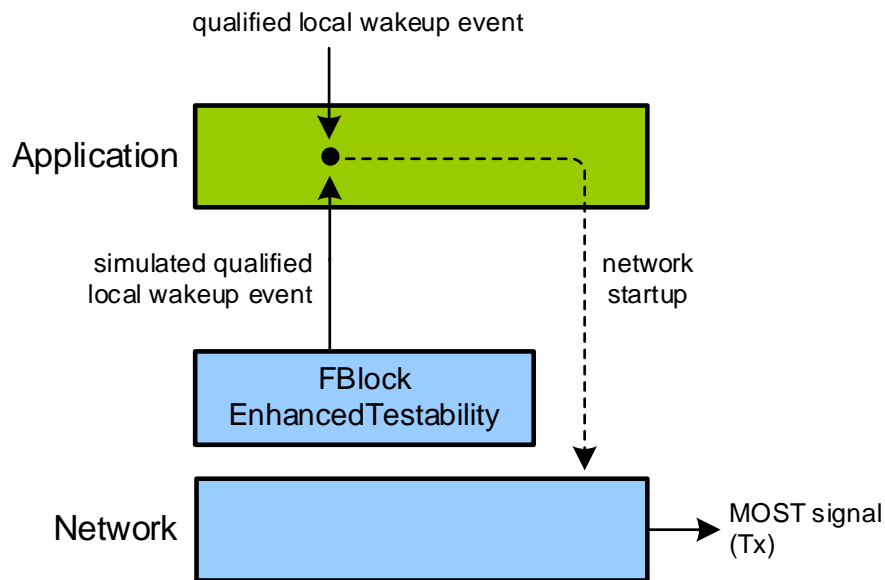 qualified local wakeup event
Application
simulated qualified
local wakeup event
network
startup
FBlock
EnhancedTestability
Network
MOST signal
(Tx)